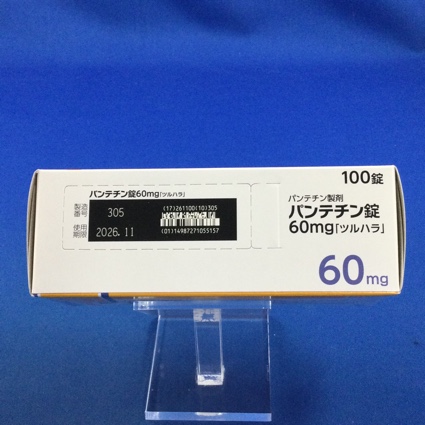 パンテチン錠60mg「ツルハラ」
製造
番号
305
(17)261100(10)305
使用
期限
2026.11
(01)14987271055157
100錠
パンテチン製剤
パンテチン錠
60mg「ツルハラ」
60mg